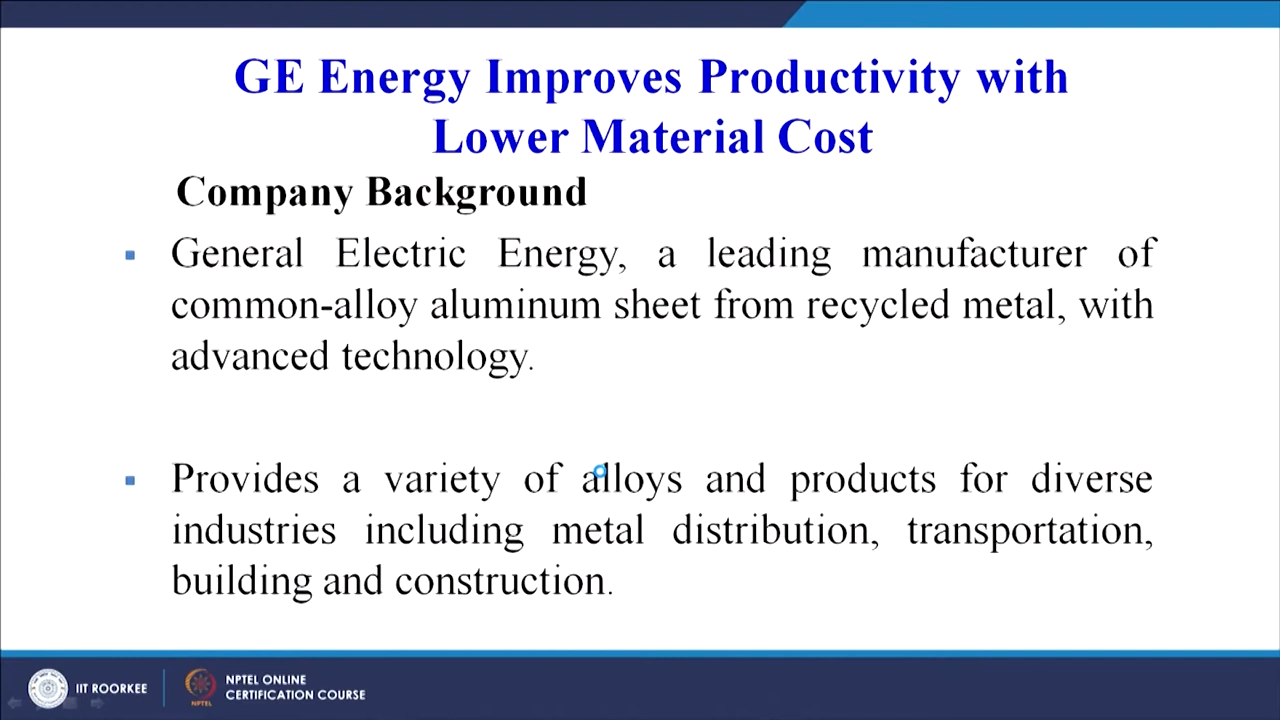 GE Energy Improves Productivity with
Lower Material Cost
Company Background
General Electric Energy, a leading manufacturer of
common-alloy aluminum sheet from recycled metal, with
advanced technology.
Provides a variety of alloys and products for diverse
industries including metal distribution, transportation,
building and construction.
IIT ROORKEE
NPTEL
NPTEL ONLINE
CERTIFICATION COURSE